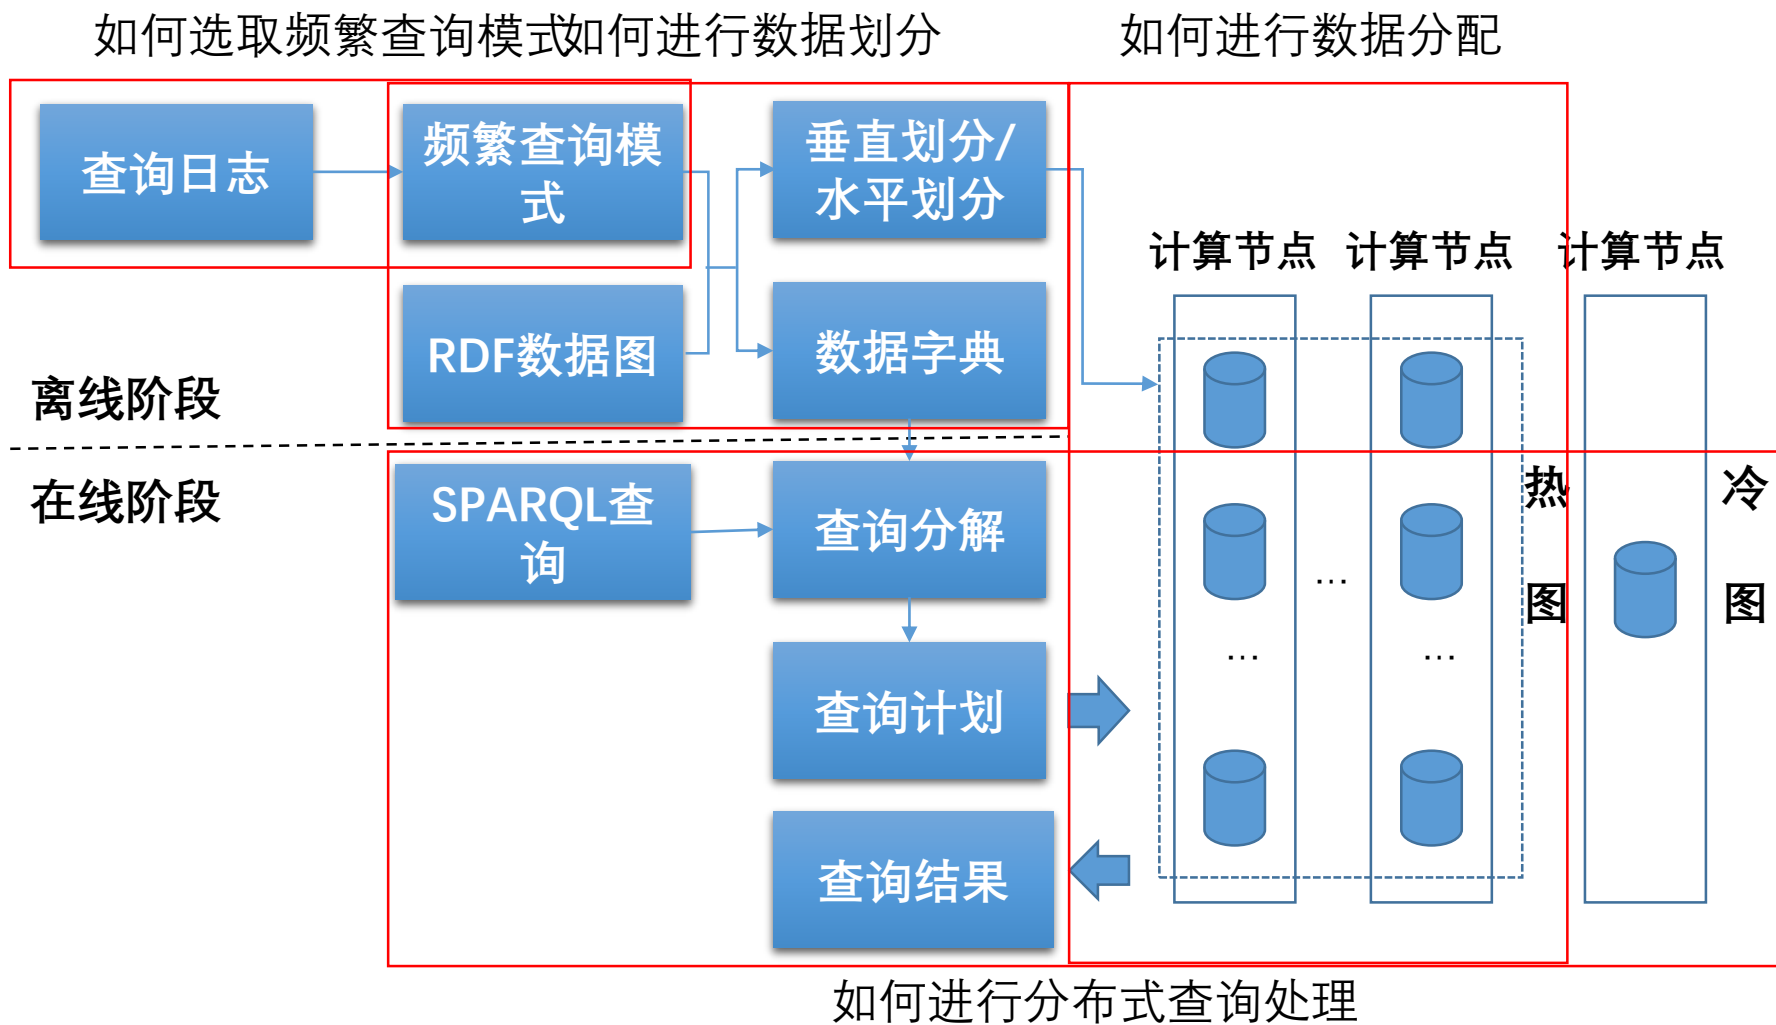 如何选取频繁查询模式
如何进行数据划分
如何进行数据分配
查询日志
频繁查询模
式
垂直划分/
水平划分
计算节点
计算节点
计算节点
RDF数据图
数据字典
离线阶段
在线阶段
SPARQL查
询
查询分解
热
图
冷
图
...
...
...
查询计划
查询结果
如何进行分布式查询处理